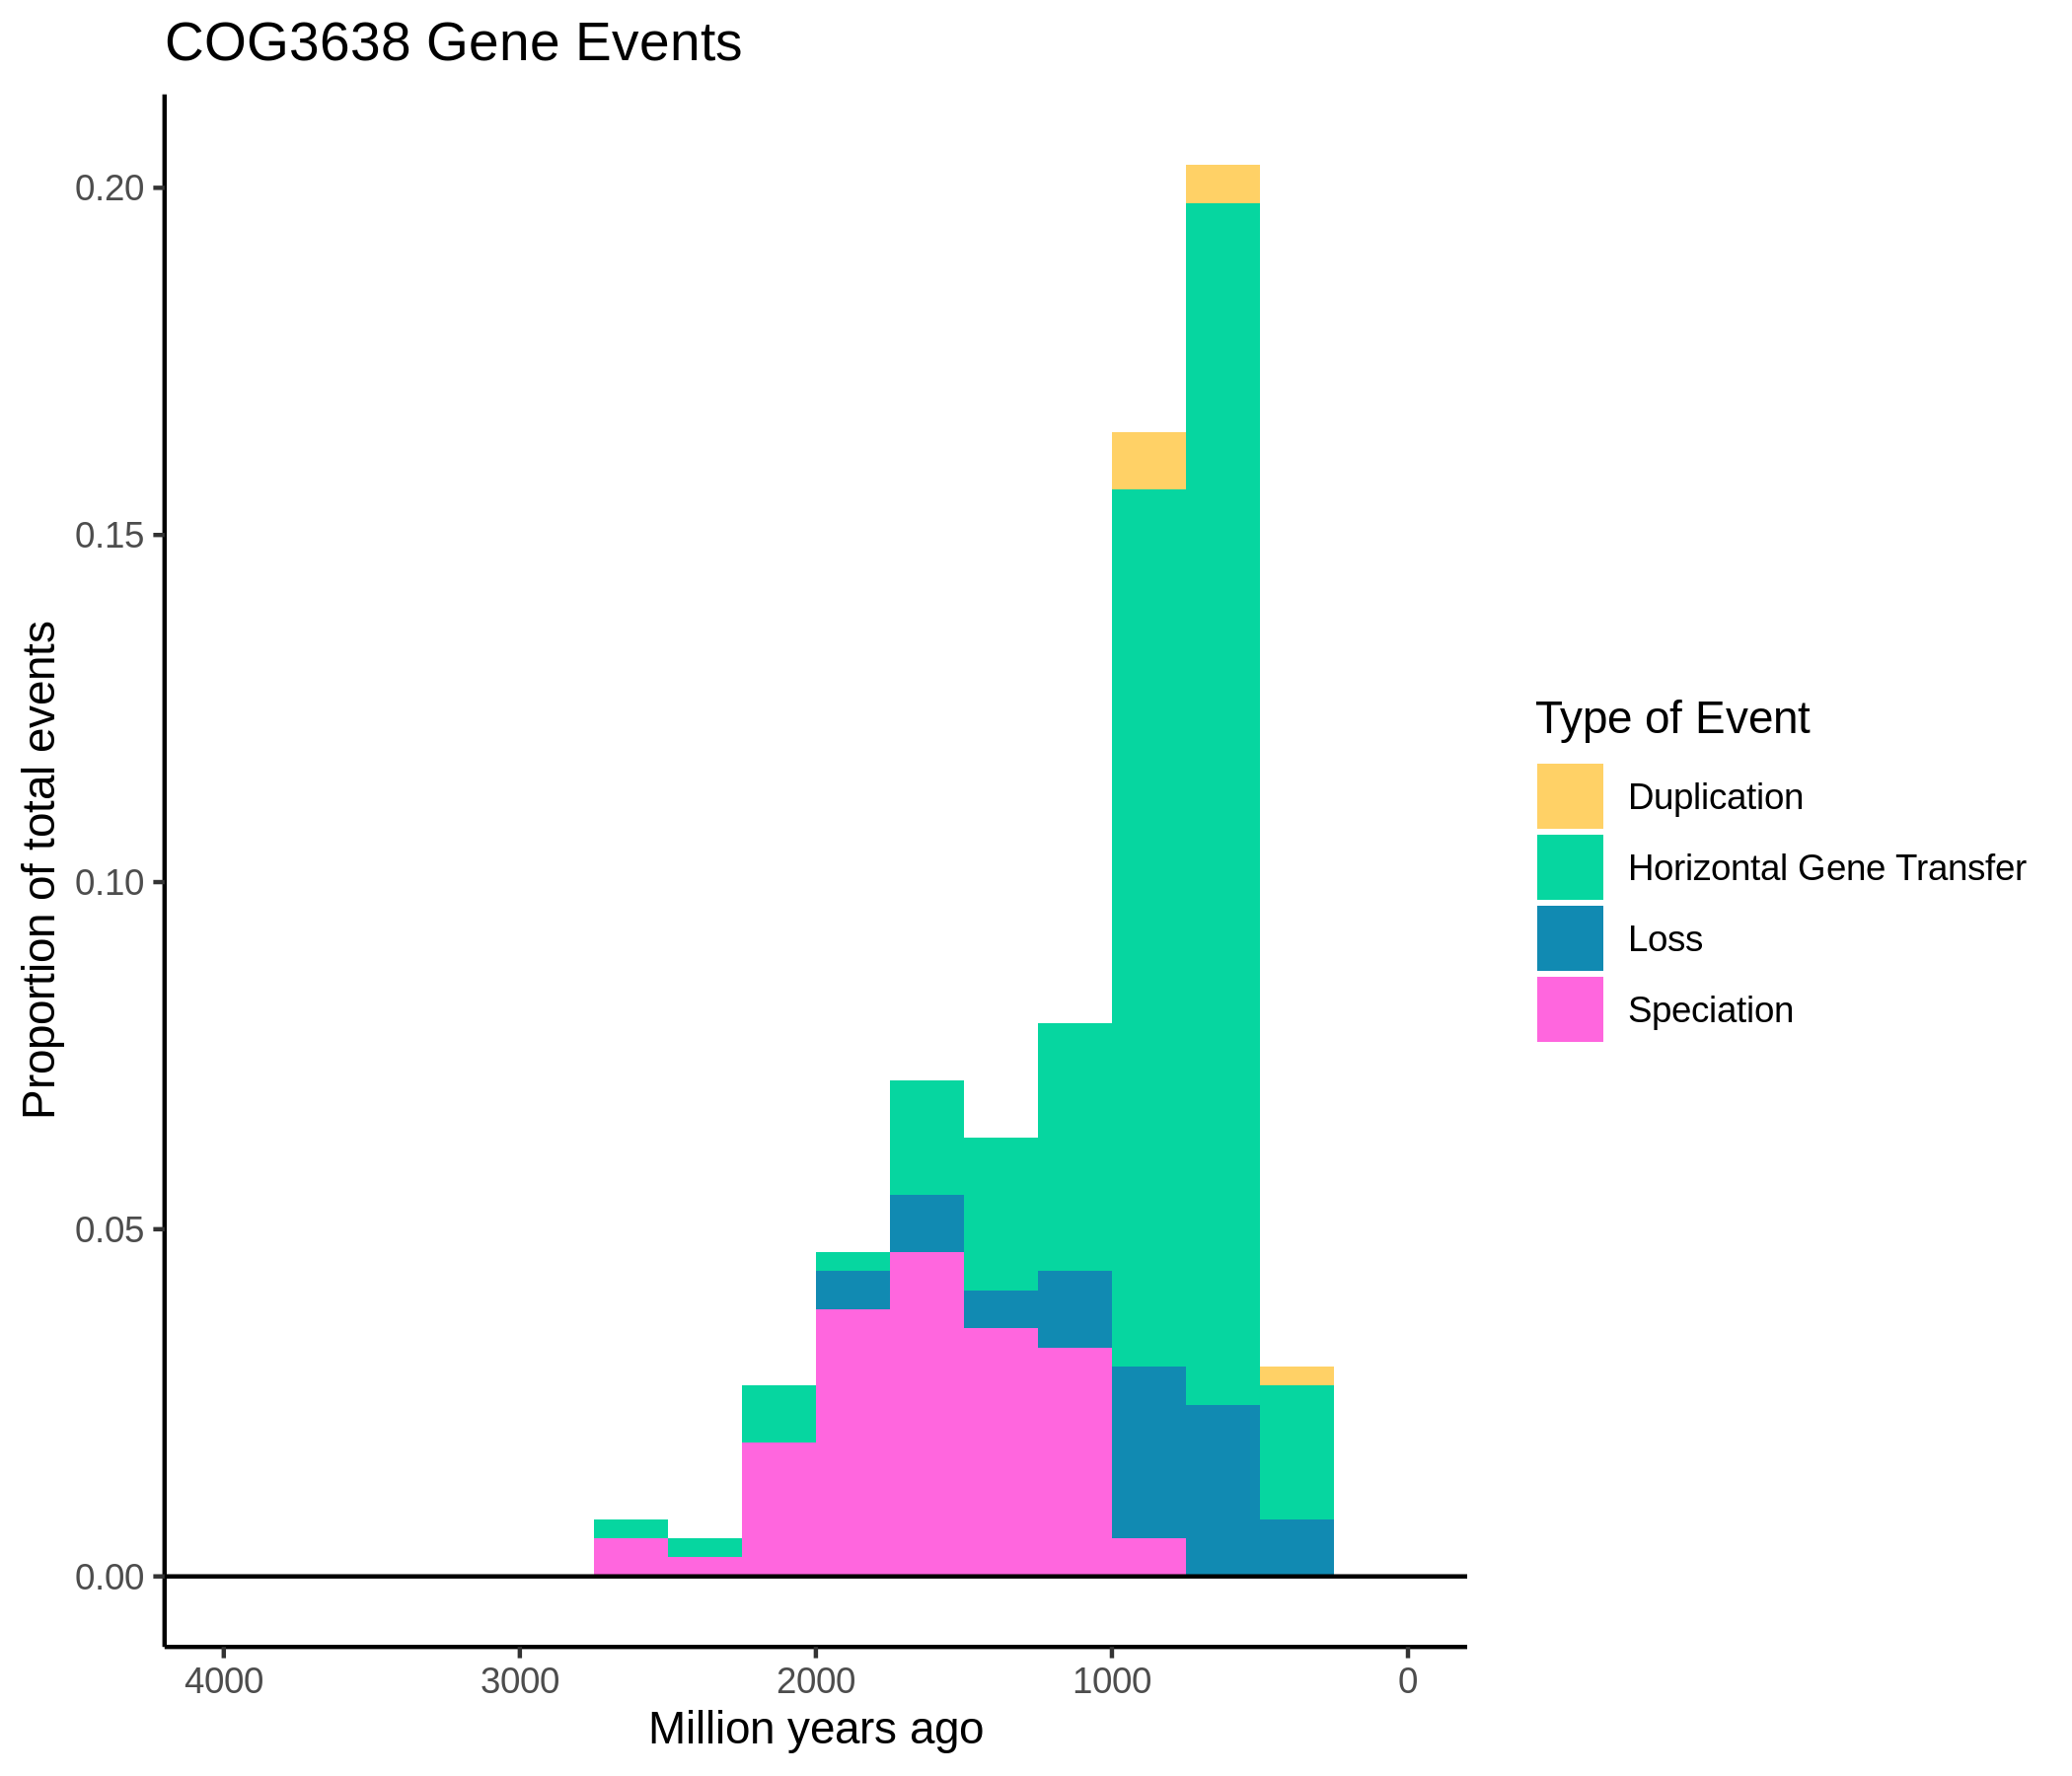 COG3638 Gene Events
Proportion of total events
0.20
0.15
0.10
0.05
0.00
4000 3000 2000 1000 0
Million years ago
Type of Event
Duplication
Horizontal Gene Transfer
Loss
Speciation